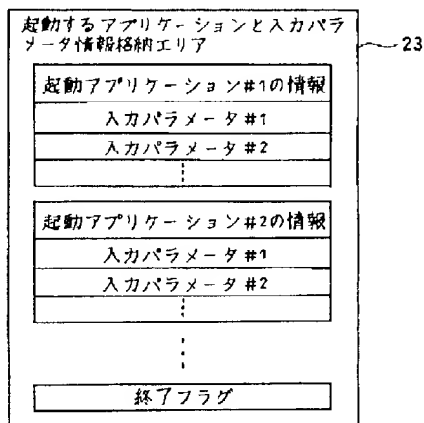 起動するアプリケーションと入力パラ
メータ情報格納エリア
23
起動アプリケーション#1の情報
入力パラメータ#1
入力パラメータ#2
起動アプリケーション#2の情報
入力パラメータ#1
入力パラメータ#2
終了フラグ